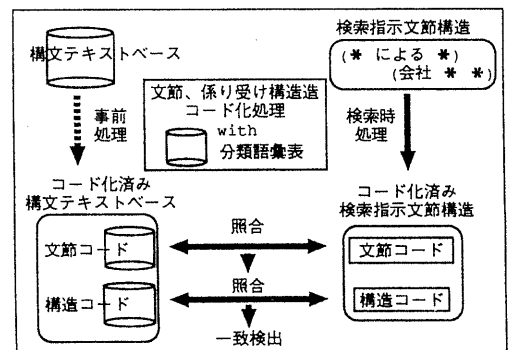 構文テキストベース
検索指示文節構造
(* による *)
(会社 * *)
文節、係り受け構造造
コード化処理
with
分類語彙表
事前
処理
検索時
処理
コード化済み
構文テキストベース
コード化済み
検索指示文節構造
文節コード
照合
文節コード
構造コード
照合
構造コード
一致検出